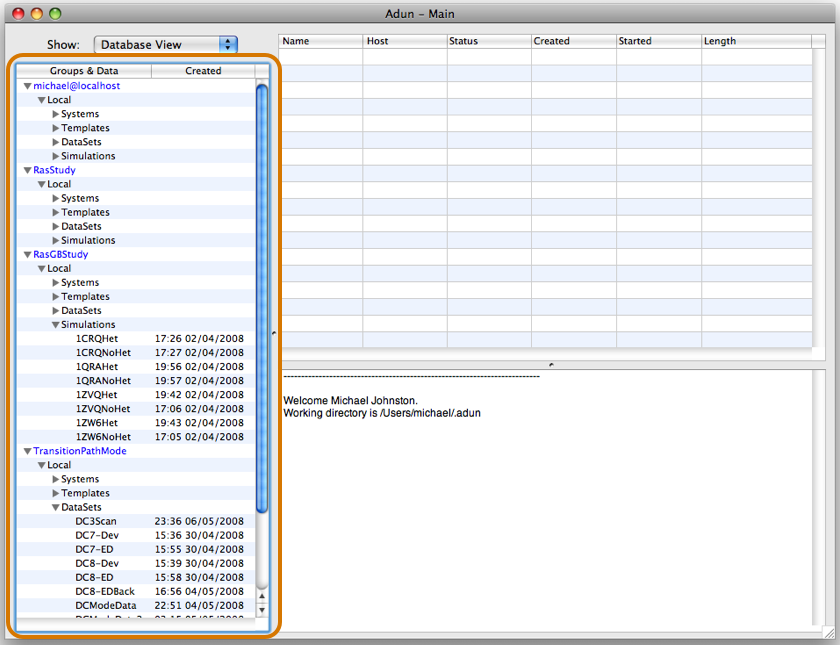 Adun – Main
Show: Database View
Name Host Status Created Started Length
Groups & Data Created
michael@localhost
Local
Systems
Templates
DataSets
Simulations
RasStudy
Local
Systems
Templates
DataSets
Simulations
RasGBStudy
Local
Systems
Templates
DataSets
Simulations
1CRQHet 17:26 02/04/2008
1CRQNoHet 17:27 02/04/2008
1QRAHet 19:56 02/04/2008
1QRANoHet 19:57 02/04/2008
1ZVQHet 19:42 02/04/2008
1ZVQNoHet 17:06 02/04/2008
1ZW6Het 19:43 02/04/2008
1ZW6NoHet 17:05 02/04/2008
TransitionPathMode
Local
Systems
Templates
DataSets
DC3Scan 23:36 06/05/2008
DC7-Dev 15:36 30/04/2008
DC7-ED 15:55 30/04/2008
DC8-Dev 15:39 30/04/2008
DC8-ED 15:58 30/04/2008
DC8-EDBack 16:56 04/05/2008
DCModeData 22:51 04/05/2008
Welcome Michael Johnston.
Working directory is /Users/michael/.adun